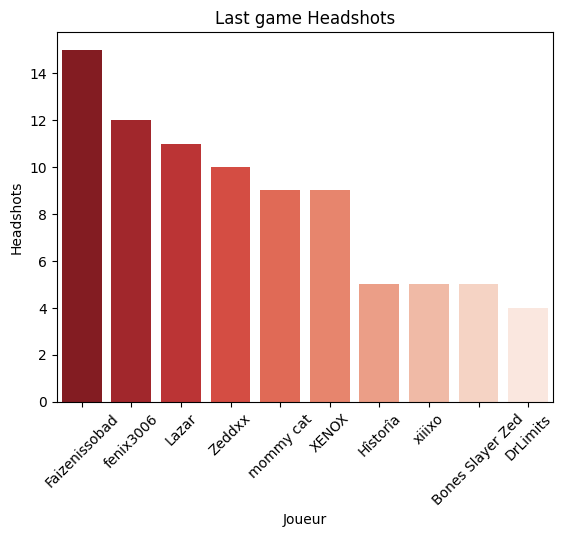 Last game Headshots
Headshots
14
12
10
8
6
4
2
0
Faizenissobad
fenix3006
Lazar
Zeddxx
mommy cat
XENOX
Hîstorîa
xiiixo
Bones Slayer Zed
DrLimits
Joueur